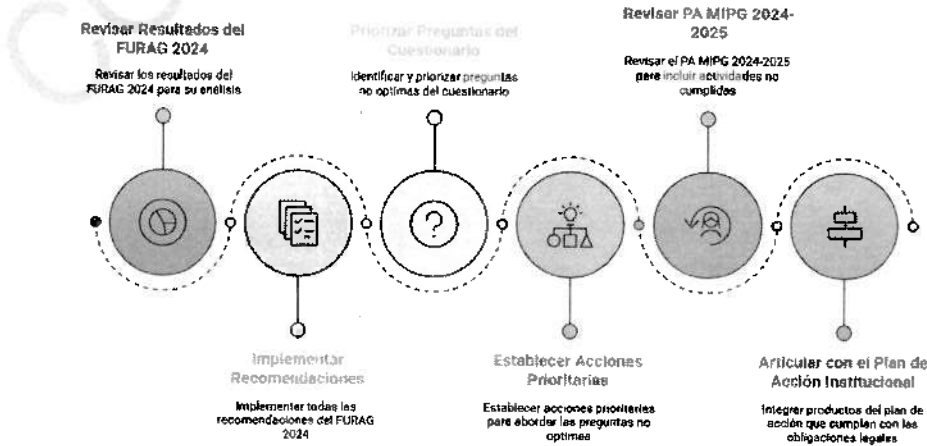 Revisar Resultados del
FURAG 2024
Revisar los resultados del
FURAG 2024 para su análisis
Implementar
Recomendaciones
Implementar todas las
recomendaciones del FURAG
2024
Priorizar Preguntas del
Cuestionario
Identificar y priorizar preguntas
no optimas del cuestionario
?
Establecer Acciones
Prioritarias
Establecer acciones prioritarias
para abordar las preguntas no
optimas
Revisar PA MIPG 2024-
2025
Revisar el PA MIPG 2024-2025
para incluir actividades no
cumplidas
Articular con el Plan de
Acción Institucional
Integrar productos del plan de
acción que cumplan con las
obligaciones legales